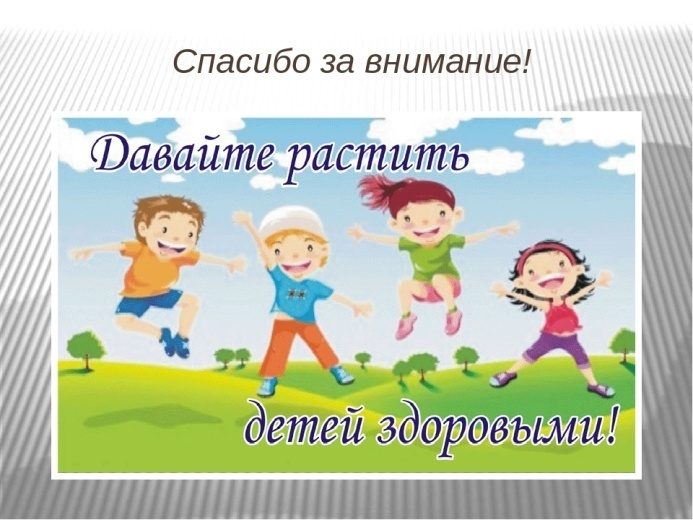 Спасибо за внимание!
Давайте растить
детей здоровыми!